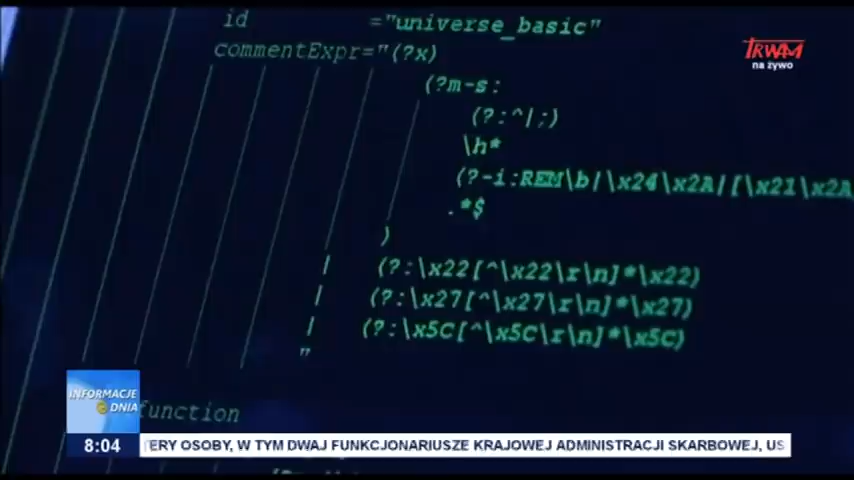 id ="universe_basic"
commentExpr="(?x)
(?m-s:
(?:^|;)
\h*
(?-i:REM\b|\x24\x2A|[\x21\x2A
.*$
)
| (?:\x22[^\x22\r\n]*\x22)
| (?:\x27[^\x27\r\n]*\x27)
| (?:\x5C[^\x5C\r\n]*\x5C)
"
function
TRWAM
na żywo
INFORMACJE
DNIA
8:04
ERY OSOBY, W TYM DWAJ FUNKCJONARIUSZE KRAJOWEJ ADMINISTRACJI SKARBOWEJ, US